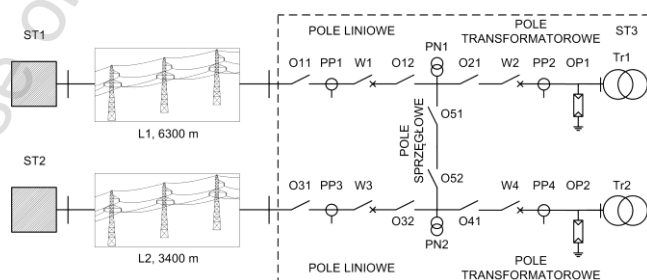 ST1
POLE LINIOWE
PN1
POLE
TRANSFORMATOROWE
ST3
O11
PP1
W1
O12
O21
W2
PP2
OP1
Tr1
L1, 6300 m
O51
POLE
SPRZĘGŁOWE
ST2
O52
O31
PP3
W3
O32
PN2
O41
W4
PP4
OP2
Tr2
L2, 3400 m
POLE LINIOWE
POLE
TRANSFORMATOROWE